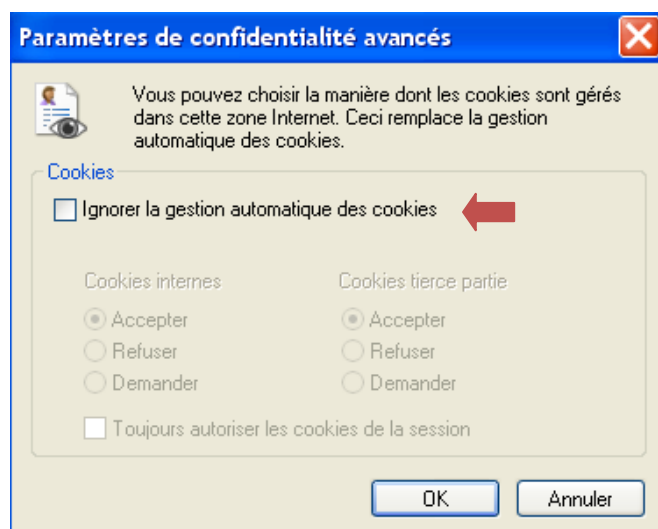 Paramètres de confidentialité avancés
Vous pouvez choisir la manière dont les cookies sont gérés
dans cette zone Internet. Ceci remplace la gestion
automatique des cookies.
Cookies
Ignorer la gestion automatique des cookies
Cookies internes
Cookies tierce partie
Accepter
Accepter
Refuser
Refuser
Demander
Demander
Toujours autoriser les cookies de la session
OK
Annuler